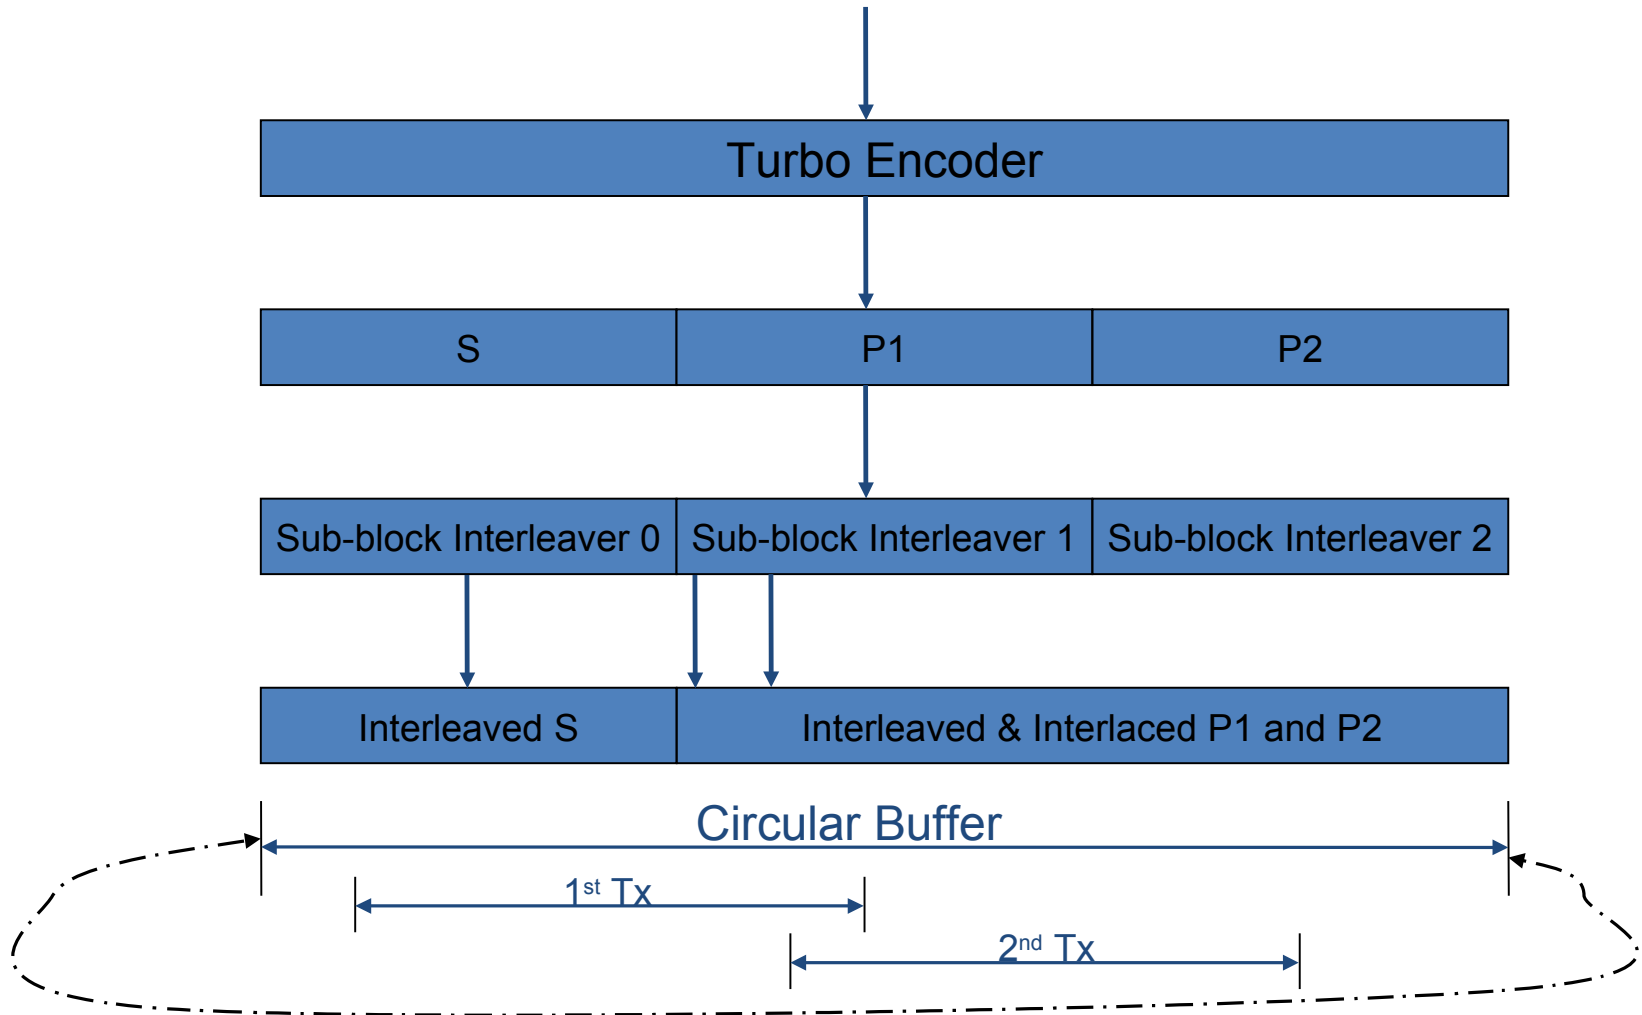 Turbo Encoder
S
P1
P2
Sub-block Interleaver 0
Sub-block Interleaver 1
Sub-block Interleaver 2
Interleaved S
Interleaved & Interlaced P1 and P2
Circular Buffer
1st Tx
2nd Tx